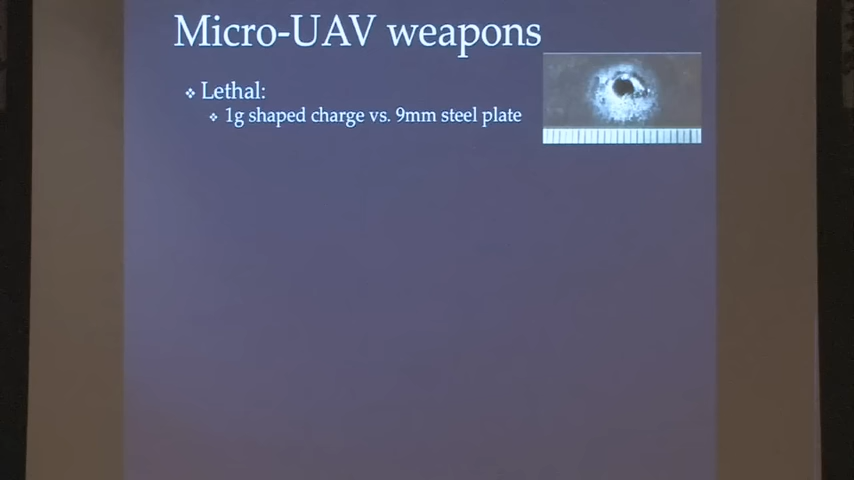 Micro-UAV weapons
❖ Lethal:
❖ 1g shaped charge vs. 9mm steel plate